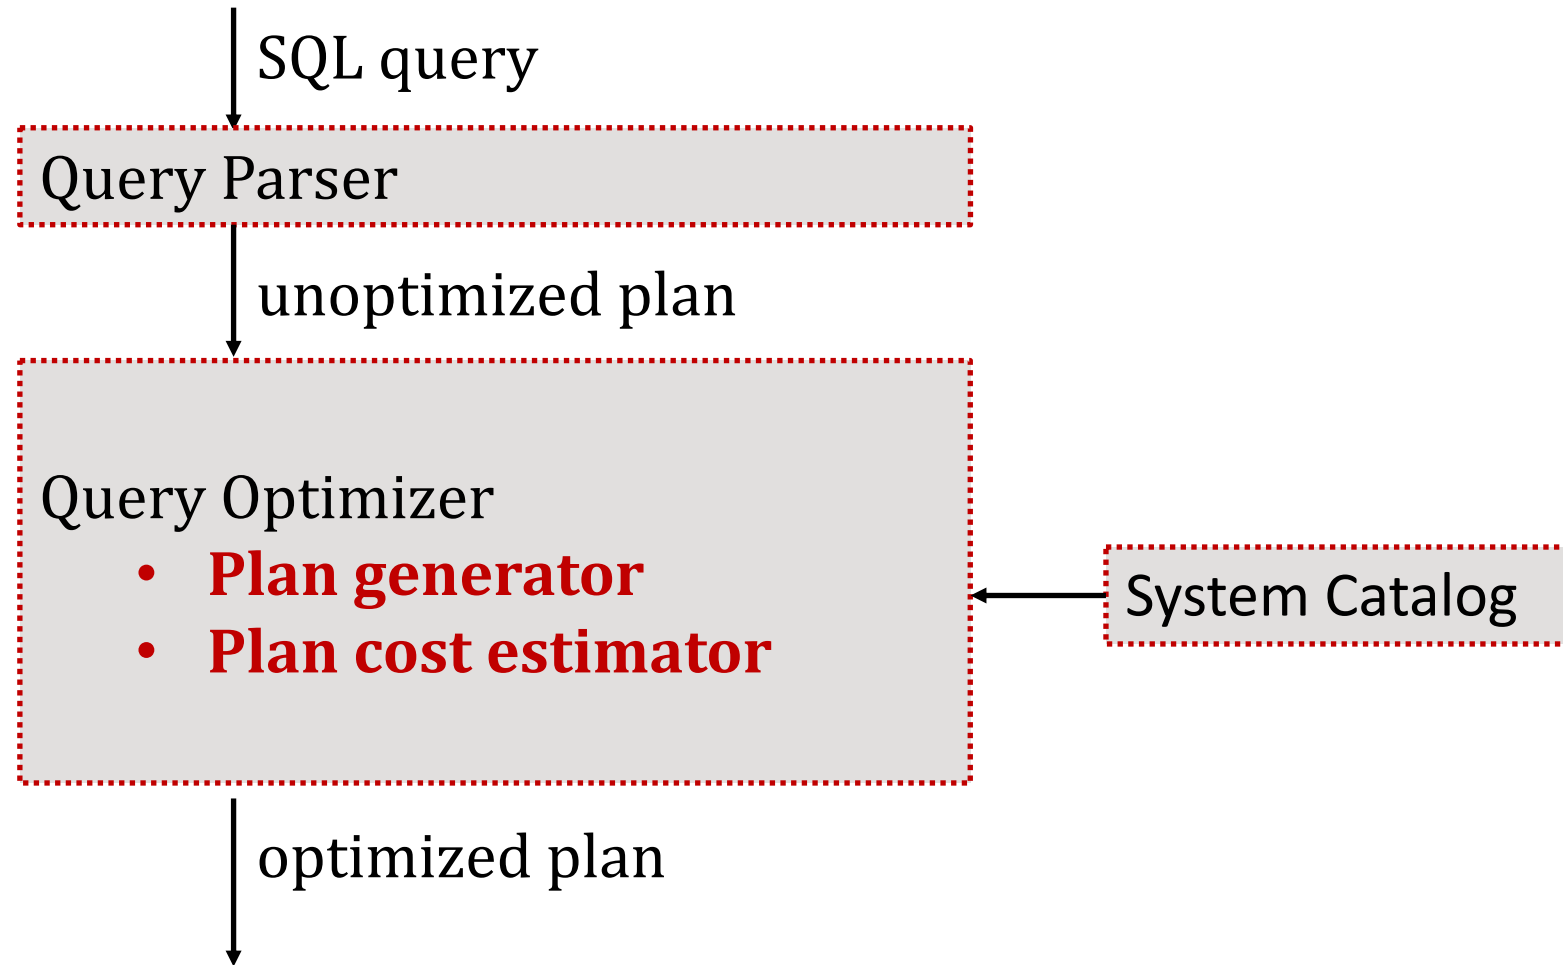 SQL query
Query Parser
unoptimized plan
Query Optimizer
• Plan generator
• Plan cost estimator
System Catalog
optimized plan